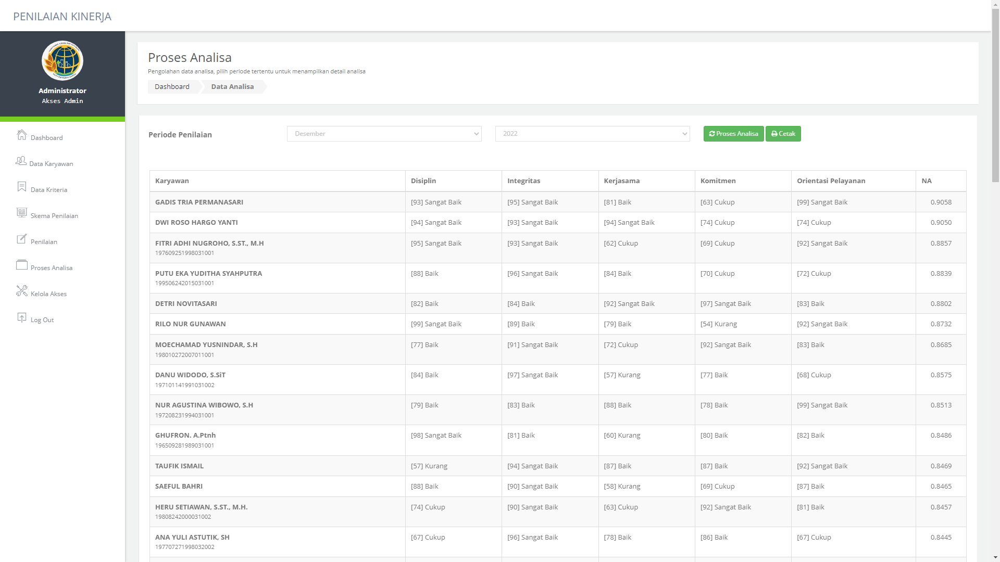 PENILAIAN KINERJA
Administrator
Akses Admin
Dashboard
Data Karyawan
Data Kriteria
Skema Penilaian
Penilaian
Proses Analisa
Kelola Akses
Log Out
Proses Analisa
Pengolahan data analisa, pilih periode tertentu untuk menampilkan detail analisa
Dashboard Data Analisa
Periode Penilaian Desember 2022 Proses Analisa Cetak
Karyawan Disiplin Integritas Kerjasama Komitmen Orientasi Pelayanan NA
GADIS TRIA PERMANASARI [93] Sangat Baik [95] Sangat Baik [81] Baik [63] Cukup [99] Sangat Baik 0.9058
DWI ROSO HARGO YANTI [94] Sangat Baik [93] Sangat Baik [94] Sangat Baik [74] Cukup [74] Cukup 0.9050
FITRI ADHI NUGROHO, S.ST., M.H [95] Sangat Baik [93] Sangat Baik [62] Cukup [69] Cukup [92] Sangat Baik 0.8857
197609251998031001
PUTU EKA YUDITHA SYAHPUTRA [88] Baik [96] Sangat Baik [84] Baik [70] Cukup [72] Cukup 0.8839
199506242015031001
DETRI NOVITASARI [82] Baik [84] Baik [92] Sangat Baik [97] Sangat Baik [83] Baik 0.8802
RILO NUR GUNAWAN [99] Sangat Baik [89] Baik [79] Baik [54] Kurang [92] Sangat Baik 0.8732
MOECHAMAD YUSNINDAR, S.H [77] Baik [91] Sangat Baik [72] Cukup [92] Sangat Baik [83] Baik 0.8685
198010272007011001
DANU WIDODO, S.SiT [84] Baik [97] Sangat Baik [57] Kurang [77] Baik [68] Cukup 0.8575
197101141991031002
NUR AGUSTINA WIBOWO, S.H [79] Baik [83] Baik [88] Baik [78] Baik [99] Sangat Baik 0.8513
197208231994031001
GHUFRON. A.Ptnh [98] Sangat Baik [81] Baik [60] Kurang [80] Baik [82] Baik 0.8486
196509281989031001
TAUFIK ISMAIL [57] Kurang [94] Sangat Baik [87] Baik [87] Baik [92] Sangat Baik 0.8469
SAEFUL BAHRI [88] Baik [90] Sangat Baik [58] Kurang [69] Cukup [87] Baik 0.8465
HERU SETIAWAN, S.ST., M.H. [74] Cukup [90] Sangat Baik [63] Cukup [92] Sangat Baik [81] Baik 0.8457
19808242000031002
ANA YULI ASTUTIK, SH [67] Cukup [96] Sangat Baik [78] Baik [86] Baik [67] Cukup 0.8445
197707271998032002